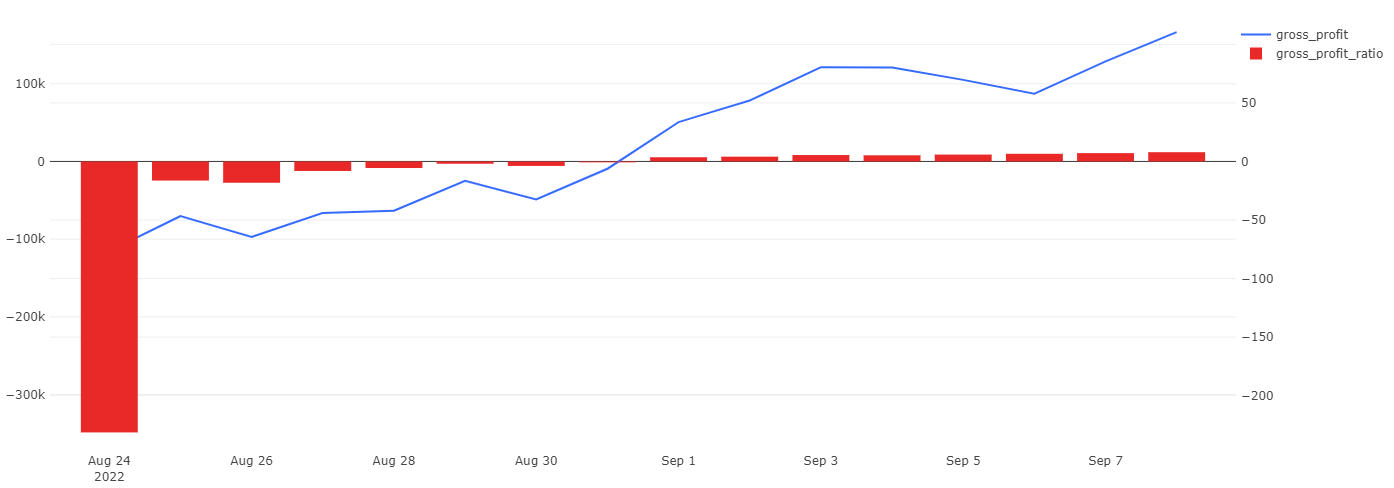 gross_profit
gross_profit_ratio
100k
0
−100k
−200k
−300k
50
0
−50
−100
−150
−200
Aug 24
2022
Aug 26
Aug 28
Aug 30
Sep 1
Sep 3
Sep 5
Sep 7